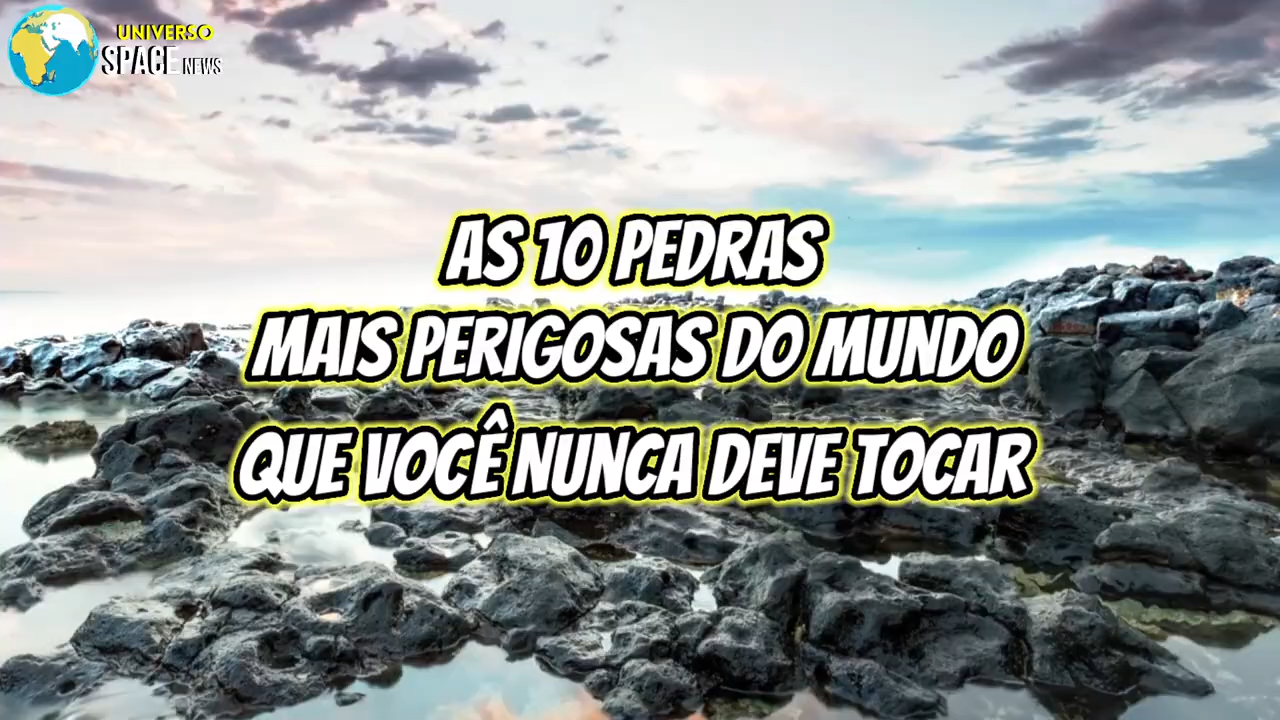 UNIVERSO
SPACE NEWS
AS 10 PEDRAS
MAIS PERIGOSAS DO MUNDO
QUE VOCÊ NUNCA DEVE TOCAR